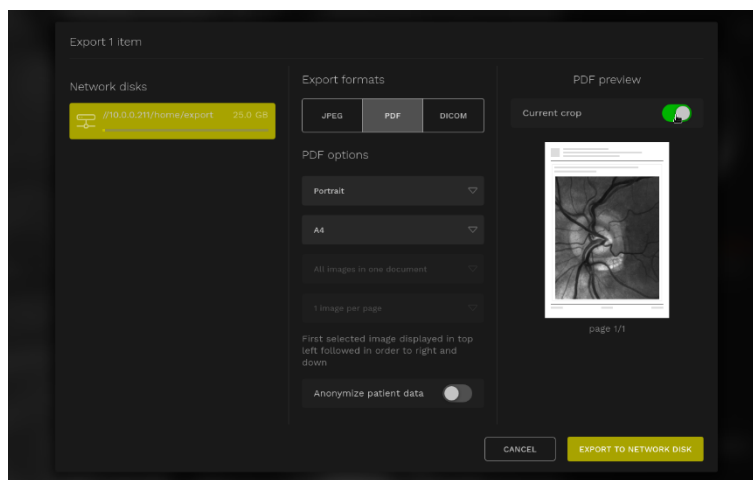 Export 1 item
Network disks
//10.0.0.211/home/export 25.0 GB
Export formats
JPEG PDF DICOM
PDF options
Portrait
A4
All images in one document
1 image per page
First selected image displayed in top
left followed in order to right and
down
Anonymize patient data
PDF preview
Current crop
page 1/1
CANCEL EXPORT TO NETWORK DISK